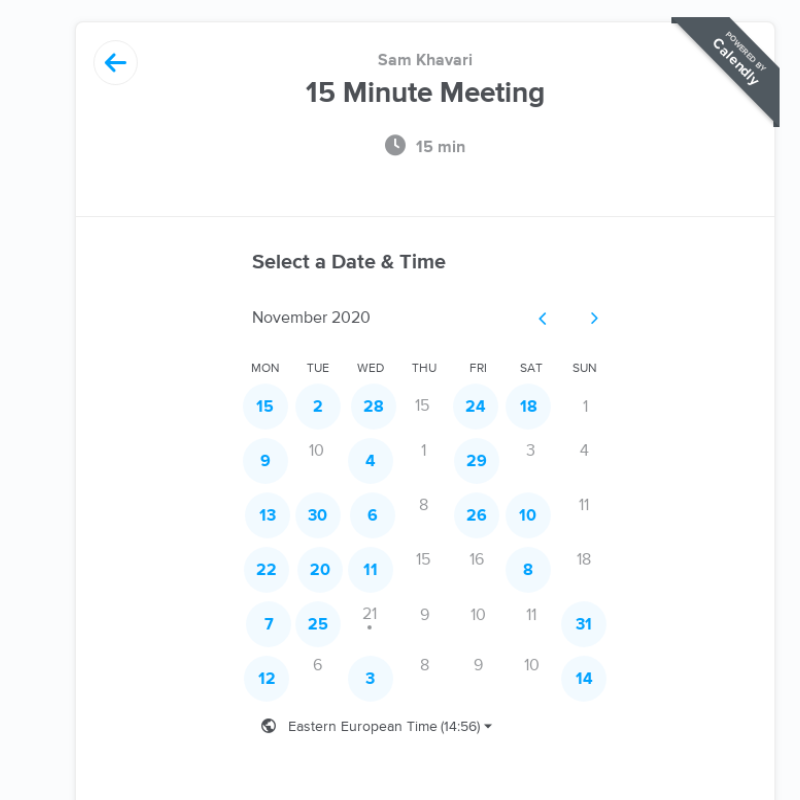 POWERED BY
Calendly
Sam Khavari
15 Minute Meeting
15 min
Select a Date & Time
November 2020
MON TUE WED THU FRI SAT SUN
15 2 28 15 24 18 1
9 10 4 1 29 3 4
13 30 6 8 26 10 11
22 20 11 15 16 8 18
7 25 21 9 10 11 31
12 6 3 8 9 10 14
Eastern European Time (14:56)